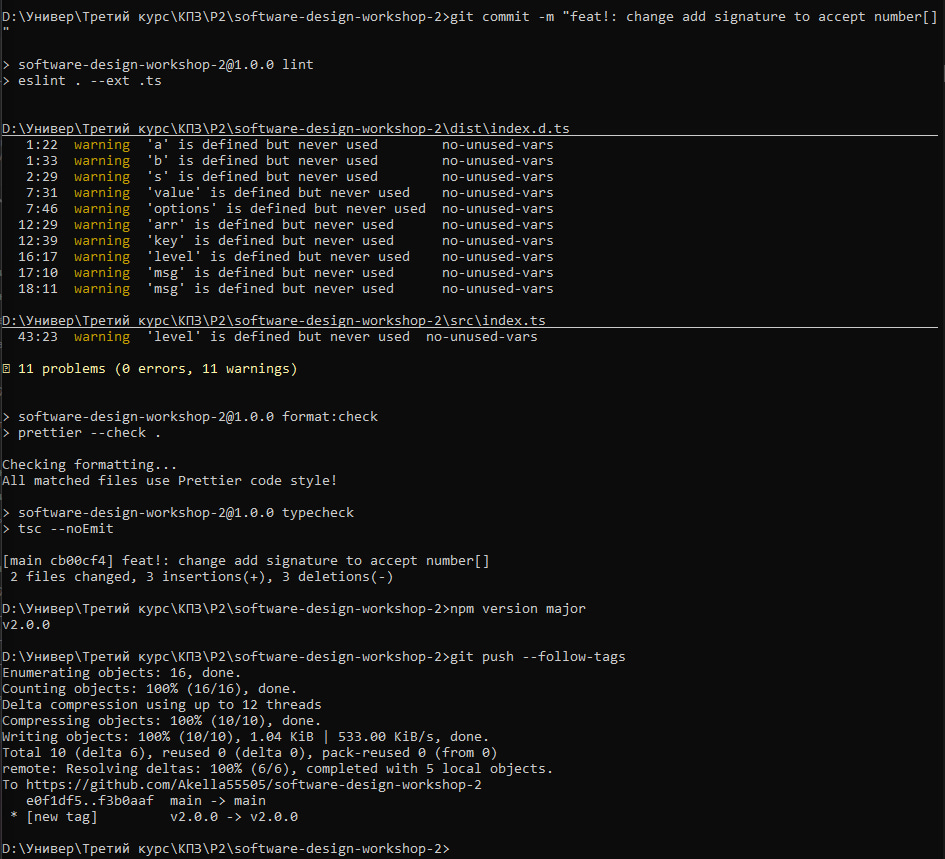 D:\Универ\Третий курс\КПЗ\P2\software-design-workshop-2>git commit -m "feat!: change add signature to accept number[]
"
> software-design-workshop-2@1.0.0 lint
> eslint . --ext .ts
D:\Универ\Третий курс\КПЗ\P2\software-design-workshop-2\dist\index.d.ts
1:22 warning 'a' is defined but never used no-unused-vars
1:33 warning 'b' is defined but never used no-unused-vars
2:29 warning 's' is defined but never used no-unused-vars
7:31 warning 'value' is defined but never used no-unused-vars
7:46 warning 'options' is defined but never used no-unused-vars
12:29 warning 'arr' is defined but never used no-unused-vars
12:39 warning 'key' is defined but never used no-unused-vars
16:17 warning 'level' is defined but never used no-unused-vars
17:10 warning 'msg' is defined but never used no-unused-vars
18:11 warning 'msg' is defined but never used no-unused-vars
D:\Универ\Третий курс\КПЗ\P2\software-design-workshop-2\src\index.ts
43:23 warning 'level' is defined but never used no-unused-vars
11 problems (0 errors, 11 warnings)
> software-design-workshop-2@1.0.0 format:check
> prettier --check .
Checking formatting...
All matched files use Prettier code style!
> software-design-workshop-2@1.0.0 typecheck
> tsc --noEmit
[main cb00cf4] feat!: change add signature to accept number[]
2 files changed, 3 insertions(+), 3 deletions(-)
D:\Универ\Третий курс\КПЗ\P2\software-design-workshop-2>npm version major
v2.0.0
D:\Универ\Третий курс\КПЗ\P2\software-design-workshop-2>git push --follow-tags
Enumerating objects: 16, done.
Counting objects: 100% (16/16), done.
Delta compression using up to 12 threads
Compressing objects: 100% (10/10), done.
Writing objects: 100% (10/10), 1.04 KiB | 533.00 KiB/s, done.
Total 10 (delta 6), reused 0 (delta 0), pack-reused 0 (from 0)
remote: Resolving deltas: 100% (6/6), completed with 5 local objects.
To https://github.com/Akella55505/software-design-workshop-2
e0f1df5..f3b0aaf main -> main
* [new tag] v2.0.0 -> v2.0.0
D:\Универ\Третий курс\КПЗ\P2\software-design-workshop-2>